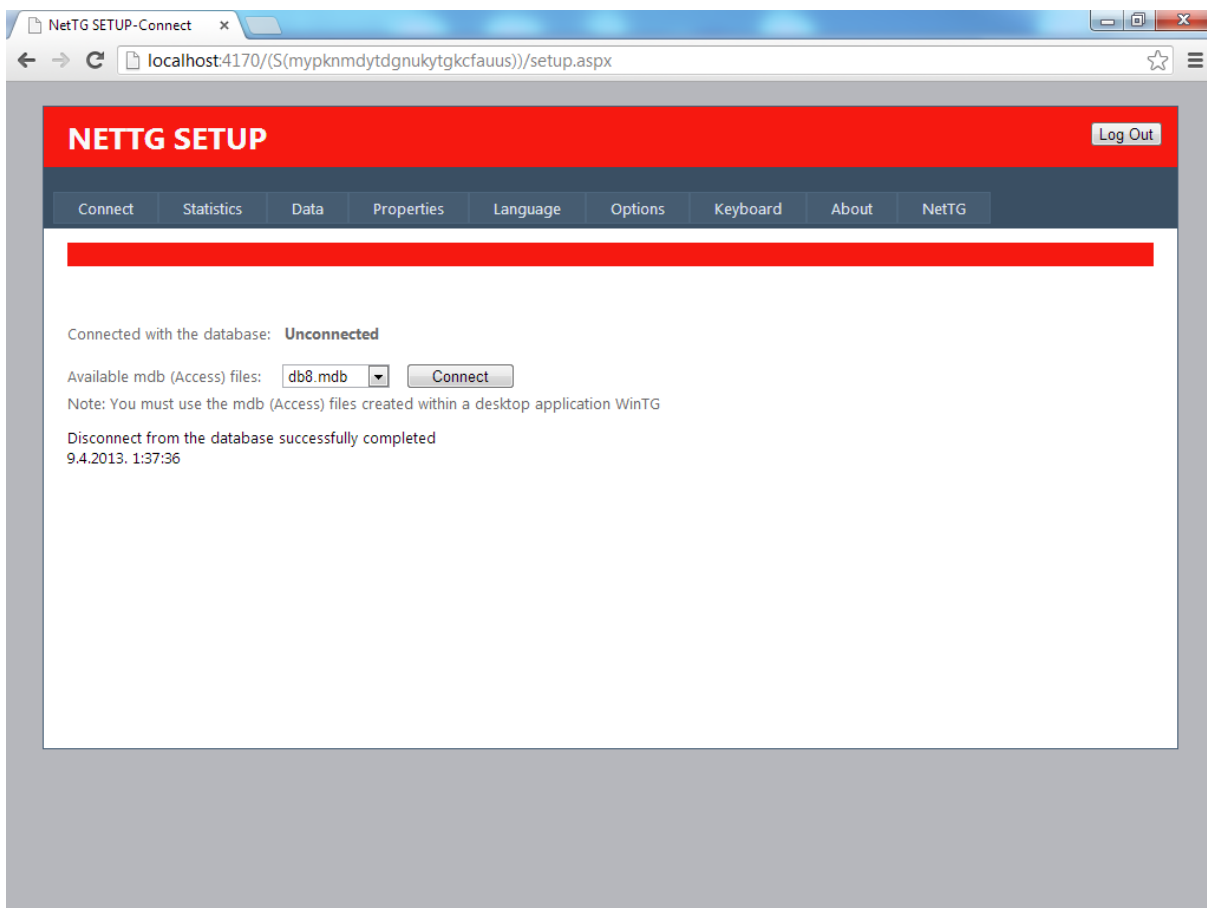 NetTG SETUP-Connect
localhost:4170/(S(mypknmdytdgnukytgkcfauus))/setup.aspx
NETTG SETUP
Log Out
Connect Statistics Data Properties Language Options Keyboard About NetTG
Connected with the database: Unconnected
Available mdb (Access) files: db8.mdb Connect
Note: You must use the mdb (Access) files created within a desktop application WinTG
Disconnect from the database successfully completed
9.4.2013. 1:37:36